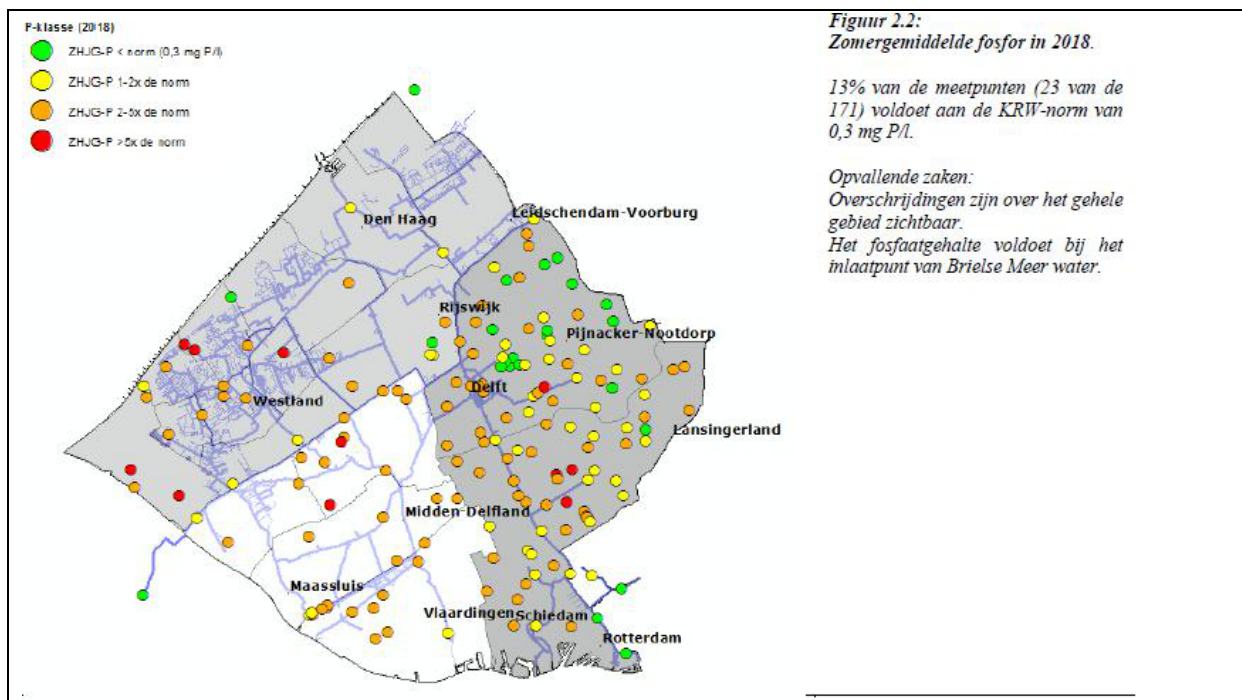 P-klasse (2018)
ZHJG-P < norm (0,3 mg P/l)
ZHJG-P 1-2x de norm
ZHJG-P 2-5x de norm
ZHJG-P >5x de norm
Figuur 2.2:
Zomergemiddelde fosfor in 2018.
13% van de meetpunten (23 van de
171) voldoet aan de KRW-norm van
0,3 mg P/l.
Opvallende zaken:
Overschrijdingen zijn over het gehele
gebied zichtbaar.
Het fosfaatgehalte voldoet bij het
inlaatpunt van Brielse Meer water.
Den Haag
Leidschendam-Voorburg
Rijswijk
Pijnacker-Nootdorp
Delft
Westland
Lansingerland
Midden-Delfland
Maassluis
Vlaardingen
Schiedam
Rotterdam